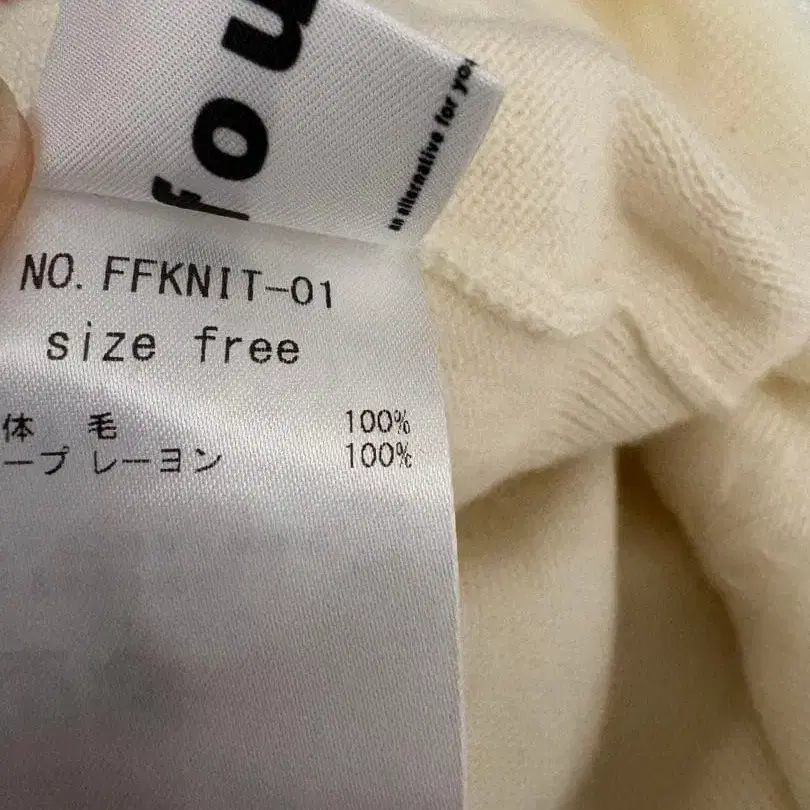 fou
an alternative for you
NO. FFKNIT-01
size free
体 毛 100%
ープ レーヨン 100%